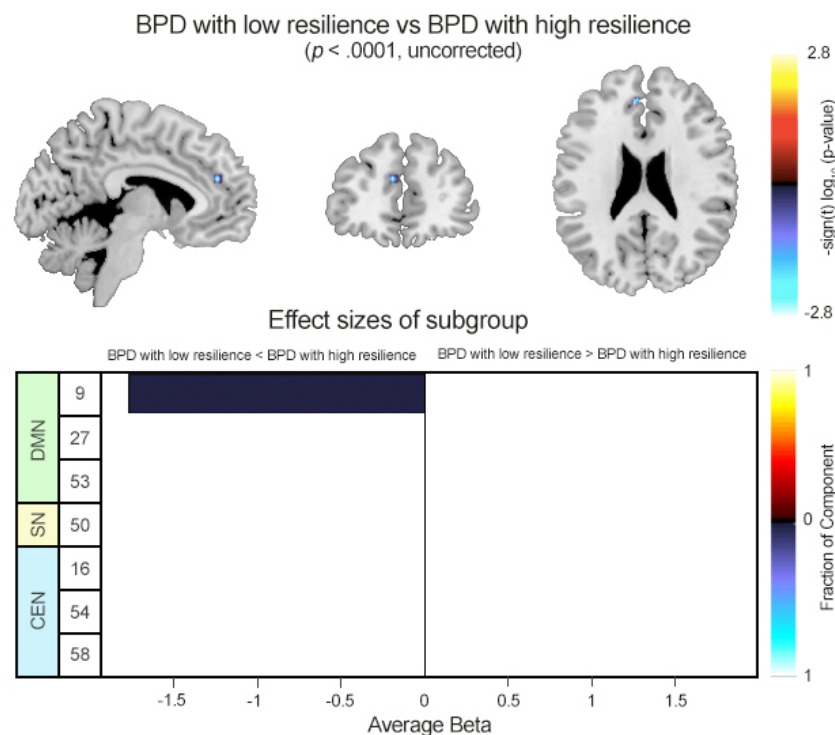 BPD with low resilience vs BPD with high resilience
(p < .0001, uncorrected)
2.8
-sign(t) log₁₀ (p-value)
-2.8
Effect sizes of subgroup
BPD with low resilience < BPD with high resilience
BPD with low resilience > BPD with high resilience
DMN
9
27
53
SN
50
CEN
16
54
58
1
0
1
Fraction of Component
-1.5
-1
-0.5
0
0.5
1
1.5
Average Beta